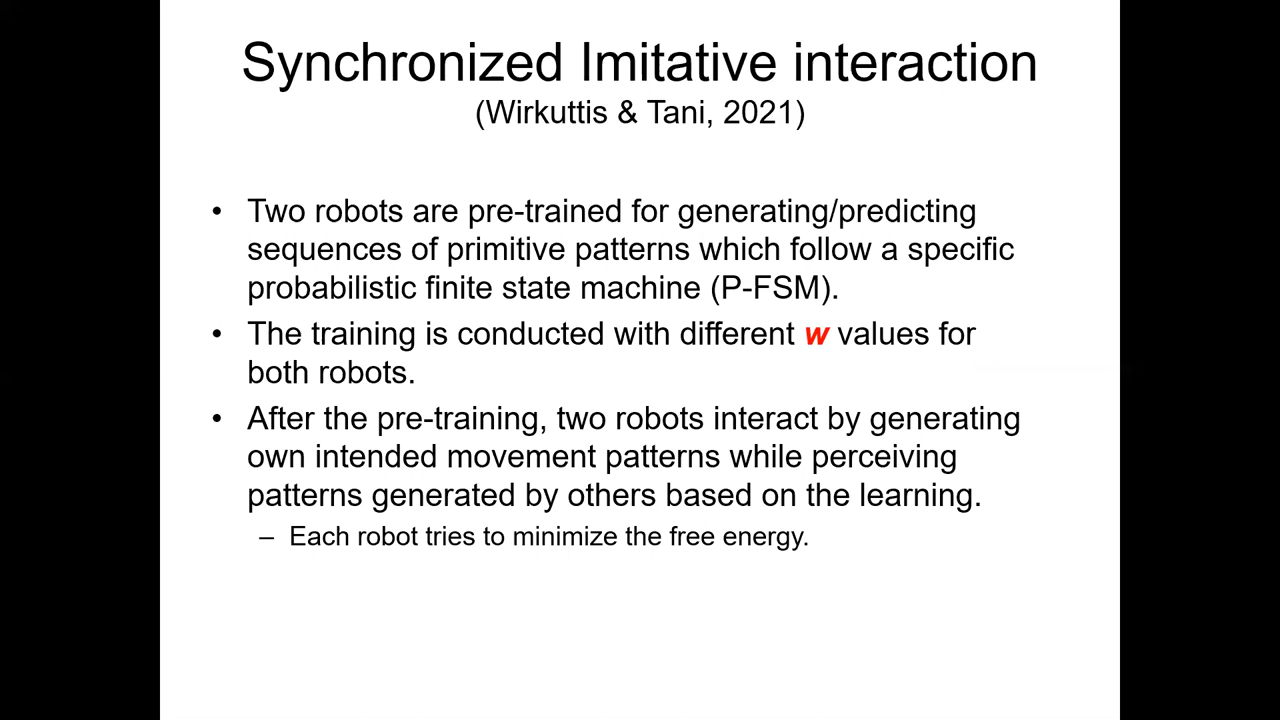 Synchronized Imitative interaction
(Wirkuttis & Tani, 2021)
• Two robots are pre-trained for generating/predicting
sequences of primitive patterns which follow a specific
probabilistic finite state machine (P-FSM).
• The training is conducted with different w values for
both robots.
• After the pre-training, two robots interact by generating
own intended movement patterns while perceiving
patterns generated by others based on the learning.
– Each robot tries to minimize the free energy.